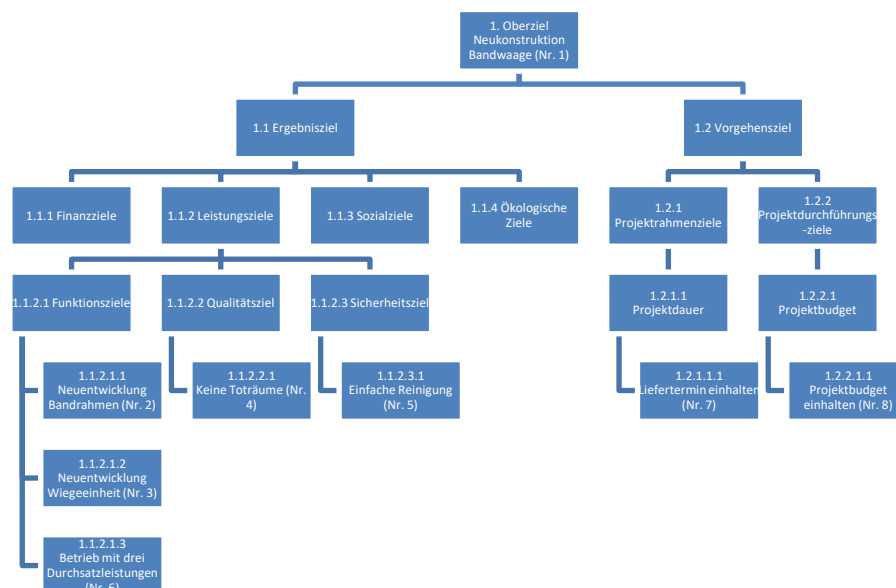 1. Oberziel
Neukonstruktion
Bandwaage (Nr. 1)
1.1 Ergebnisziel
1.2 Vorgehensziel
1.1.1 Finanzziele
1.1.2 Leistungsziele
1.1.3 Sozialziele
1.1.4 Ökologische
Ziele
1.2.1
Projektrahmenziele
1.2.2
Projektdurchführungs
-ziele
1.1.2.1 Funktionsziele
1.1.2.2 Qualitätsziel
1.1.2.3 Sicherheitsziel
1.2.1.1
Projektdauer
1.2.2.1
Projektbudget
1.1.2.1.1
Neuentwicklung
Bandrahmen (Nr. 2)
1.1.2.2.1
Keine Toträume (Nr.
4)
1.1.2.3.1
Einfache Reinigung
(Nr. 5)
1.2.1.1.1
Liefertermin einhalten
(Nr. 7)
1.2.2.1.1
Projektbudget
einhalten (Nr. 8)
1.1.2.1.2
Neuentwicklung
Wiegeeinheit (Nr. 3)
1.1.2.1.3
Betrieb mit drei
Durchsatzleistungen
(Nr. 6)